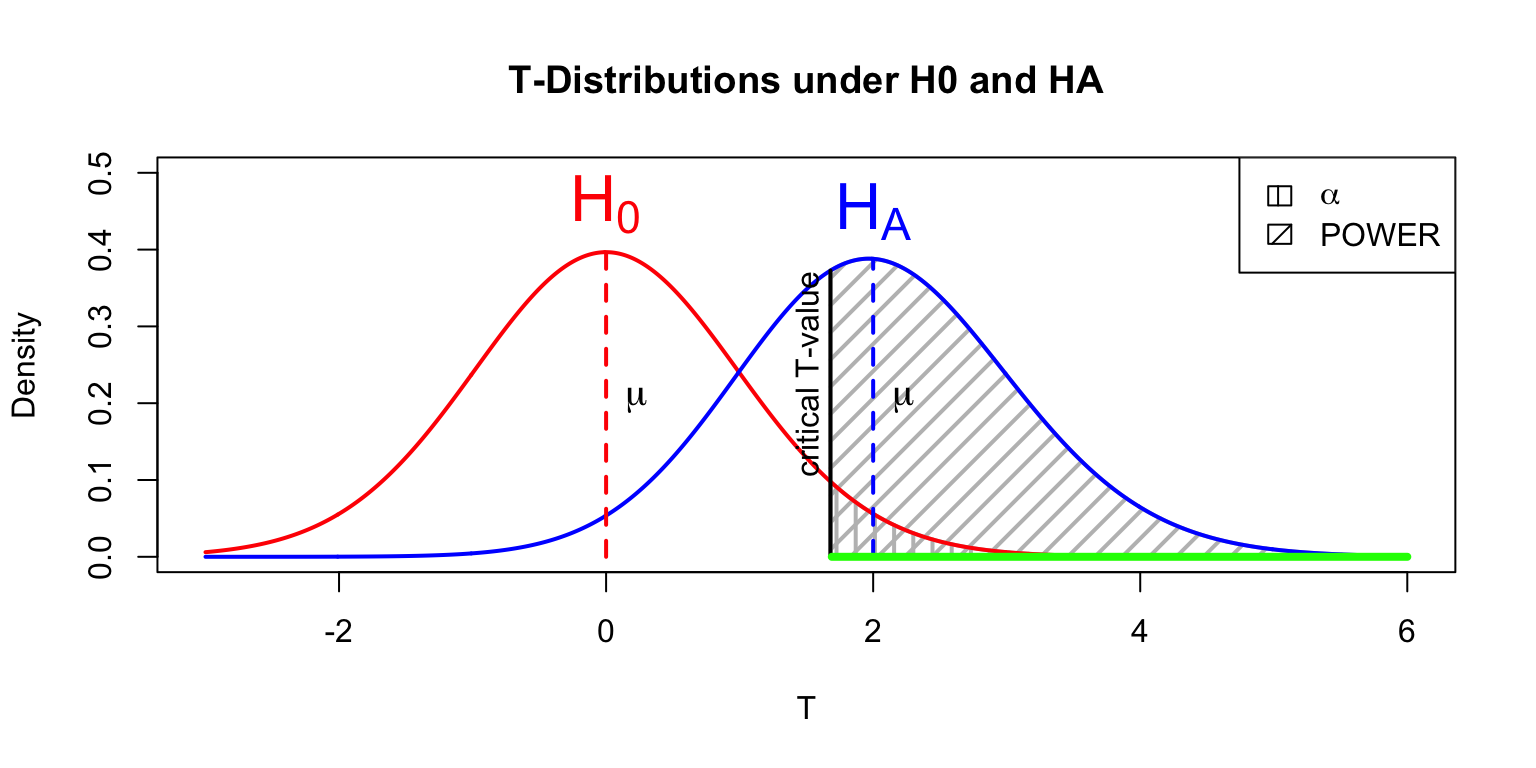 T-Distributions under H0 and HA
H0
HA
α
POWER
critical T-value
μ
μ
Density
0.5
0.4
0.3
0.2
0.1
0.0
-2
0
2
4
6
T